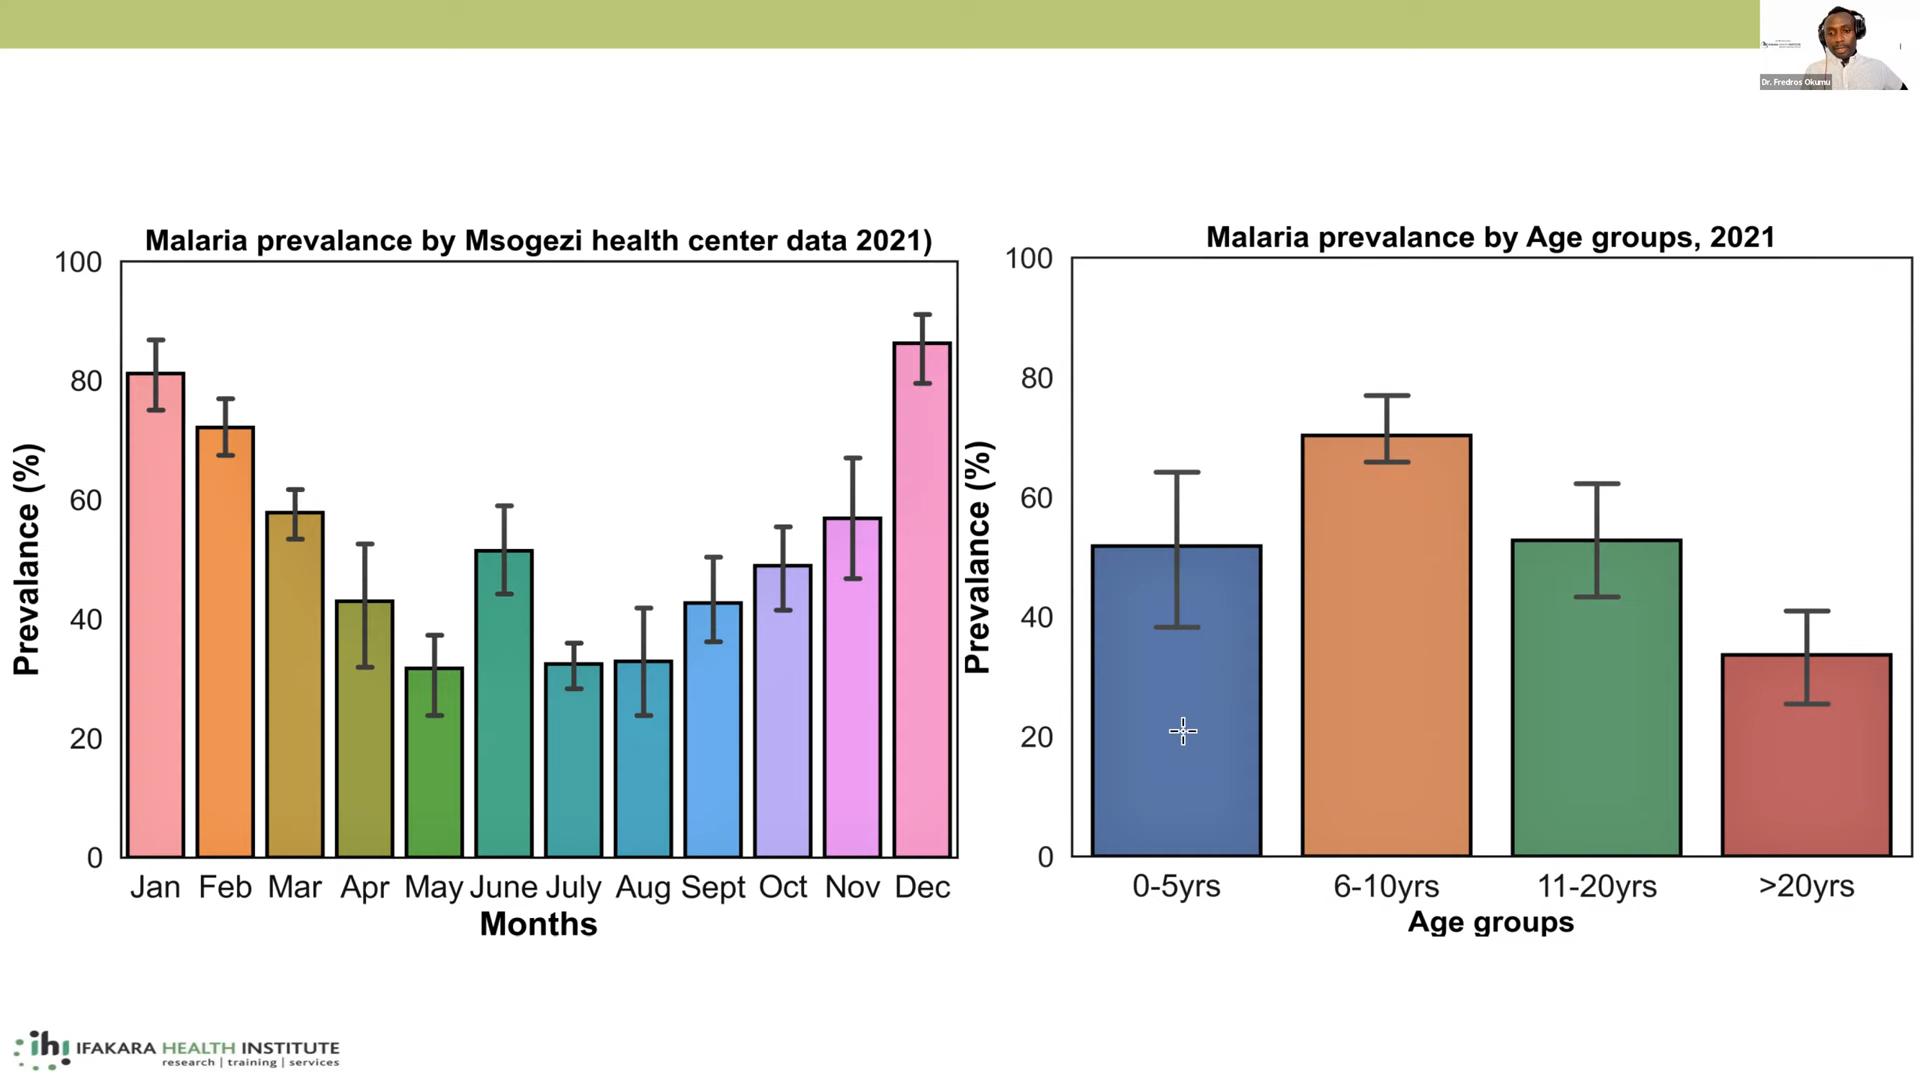 Dr. Fredros Okumu
Malaria prevalance by Msogezi health center data 2021)
100
80
60
40
20
0
Prevalance (%)
Jan Feb Mar Apr May June July Aug Sept Oct Nov Dec
Months
Malaria prevalance by Age groups, 2021
100
80
60
40
20
0
Prevalance (%)
0-5yrs 6-10yrs 11-20yrs >20yrs
Age groups
ihi IFAKARA HEALTH INSTITUTE
research | training | services